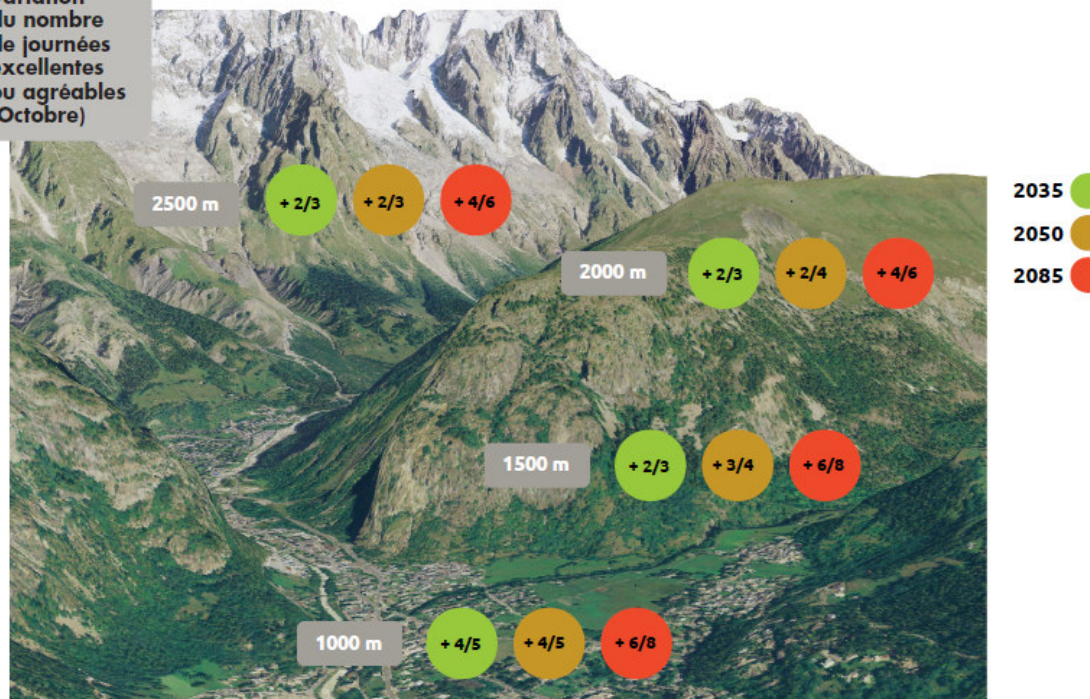 du nombre
de journées
excellentes
ou agréables
(Octobre)
2500 m
+ 2/3
+ 2/3
+ 4/6
2035
2050
2085
2000 m
+ 2/3
+ 2/4
+ 4/6
1500 m
+ 2/3
+ 3/4
+ 6/8
1000 m
+ 4/5
+ 4/5
+ 6/8